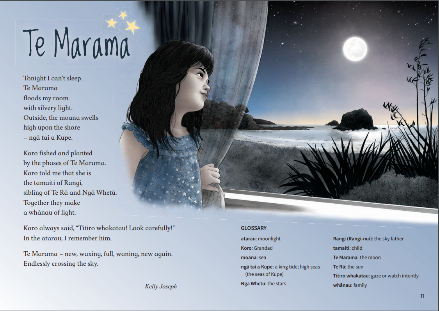 Te Marama
Tonight I can't sleep.
Te Marama
floods my room
with silvery light.
Outside, the moana swells
high upon the shore
– ngā tai a Kupe.
Koro fished and planted
by the phases of Te Marama.
Koro told me that she is
the tamaiti of Rangi,
sibling of Te Rā and Ngā Whetū.
Together they make
a whānau of light.
Koro always said, "Titiro whakatau! Look carefully!"
In the atarau, I remember him.
Te Marama – new, waxing, full, waning, new again.
Endlessly crossing the sky.
Kelly Joseph
GLOSSARY
atarau: moonlight
Koro: Grandad
moana: sea
ngā tai a Kupe: a king tide; high seas
(the seas of Kupe)
Ngā Whetū: the stars
Rangi (Rangi-nui): the sky father
tamaiti: child
Te Marama: the moon
Te Rā: the sun
Titiro whakatau: gaze or watch intently
whānau: family
11